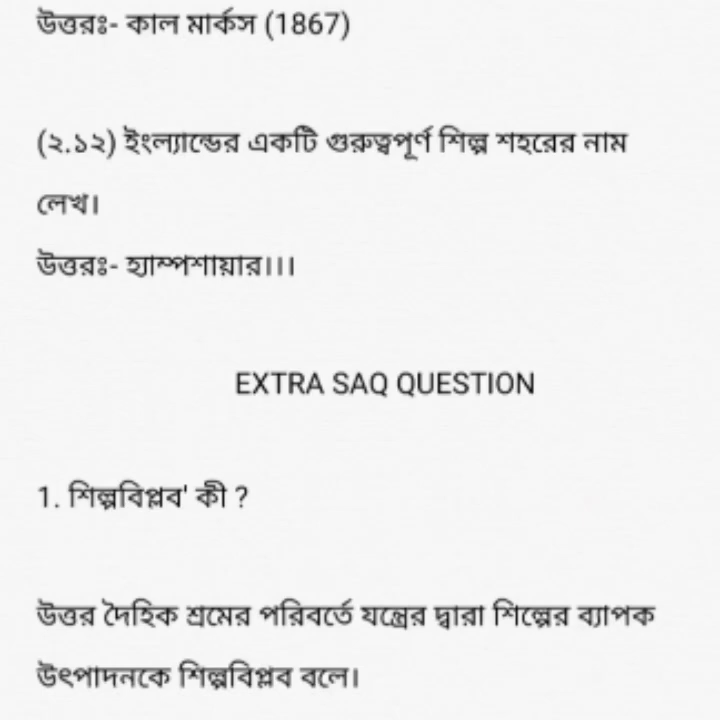 উত্তরঃ- কাল মার্কস (1867)
(২.১২) ইংল্যান্ডের একটি গুরুত্বপূর্ণ শিল্প শহরের নাম
লেখ।
উত্তরঃ- হ্যাম্পশায়ার।।।
EXTRA SAQ QUESTION
1. শিল্পবিপ্লব' কী ?
উত্তর দৈহিক শ্রমের পরিবর্তে যন্ত্রের দ্বারা শিল্পের ব্যাপক
উৎপাদনকে শিল্পবিপ্লব বলে।